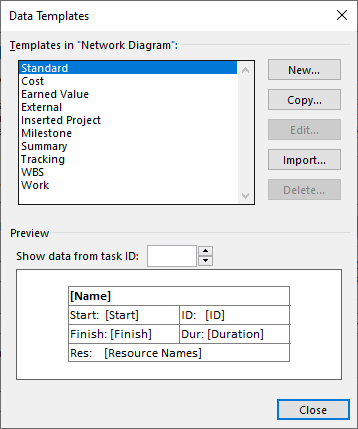 Data Templates
Templates in "Network Diagram":
Standard
Cost
Earned Value
External
Inserted Project
Milestone
Summary
Tracking
WBS
Work
New...
Copy...
Edit...
Import...
Delete...
Preview
Show data from task ID:
[Name]
Start: [Start] ID: [ID]
Finish: [Finish] Dur: [Duration]
Res: [Resource Names]
Close